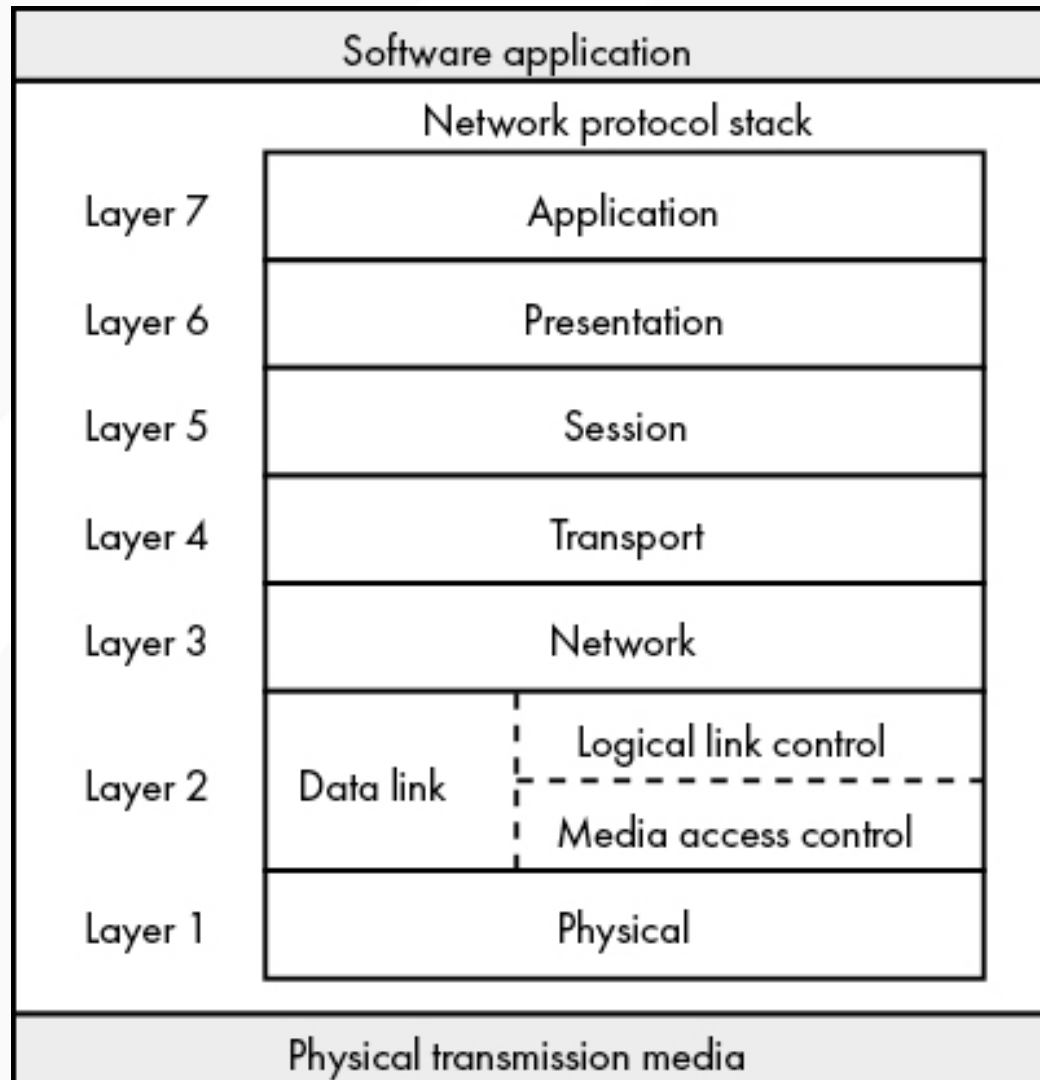 Software application
Network protocol stack
Layer 7 Application
Layer 6 Presentation
Layer 5 Session
Layer 4 Transport
Layer 3 Network
Logical link control
Layer 2 Data link
Media access control
Layer 1 Physical
Physical transmission media